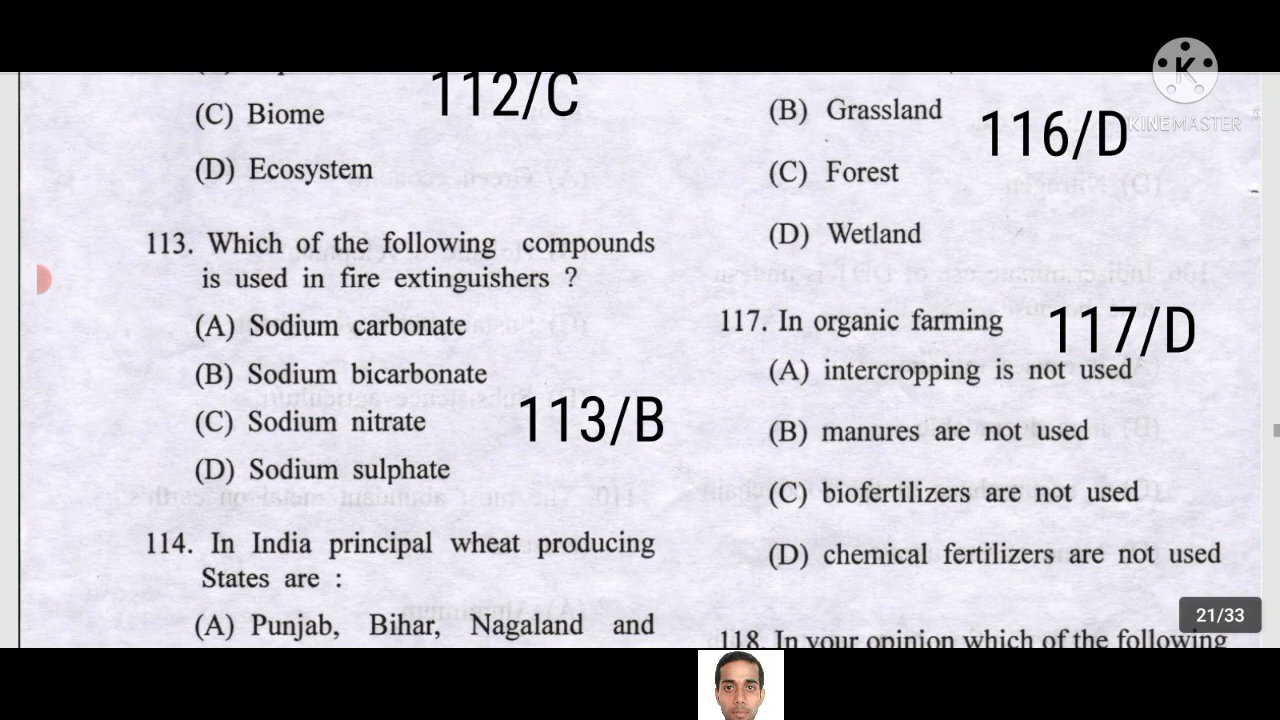 112/C
(C) Biome
(D) Ecosystem
113. Which of the following compounds
is used in fire extinguishers ?
(A) Sodium carbonate
(B) Sodium bicarbonate
(C) Sodium nitrate
113/B
(D) Sodium sulphate
114. In India principal wheat producing
States are :
(A) Punjab, Bihar, Nagaland and
K
KINEMASTER
(B) Grassland
116/D
(C) Forest
(D) Wetland
117. In organic farming
117/D
(A) intercropping is not used
(B) manures are not used
(C) biofertilizers are not used
(D) chemical fertilizers are not used
21/33
118. In your opinion which of the following